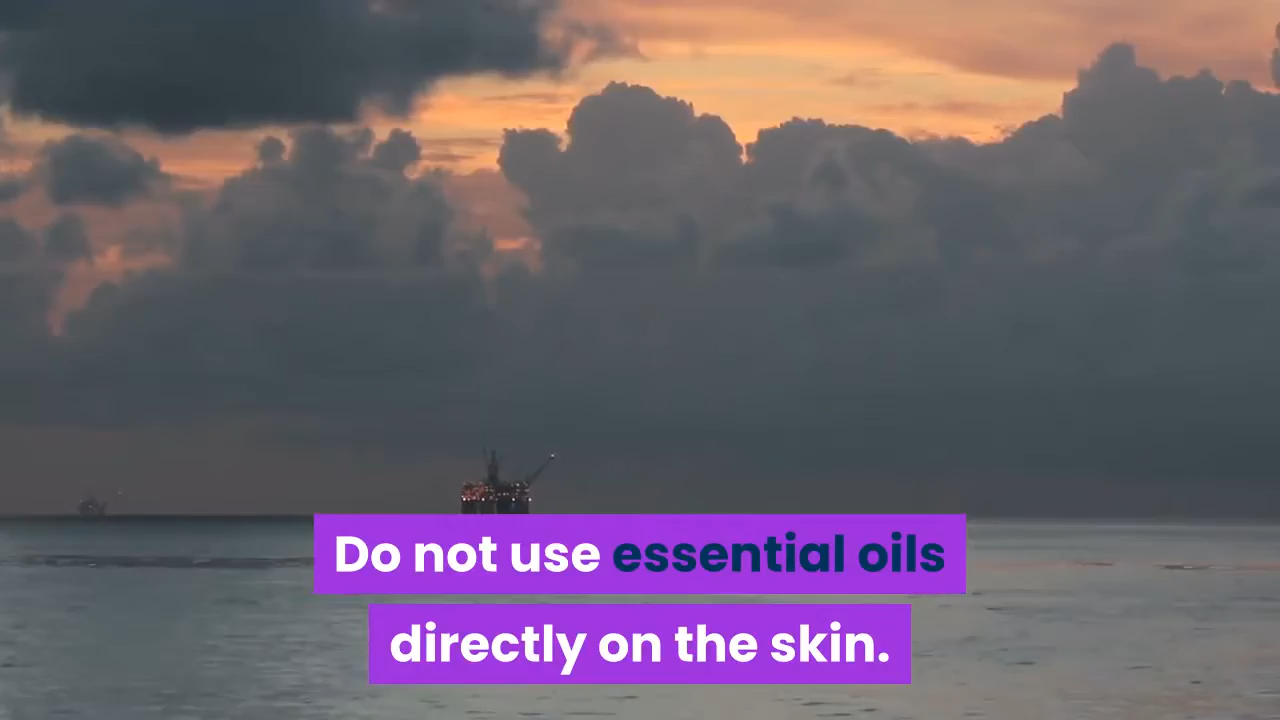 Do not use essential oils
directly on the skin.